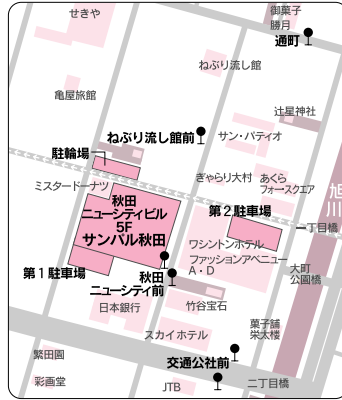 せきや
御菓子
勝月
通町
ねぶり流し館
亀屋旅館
辻星神社
ねぶり流し館前
サン・パティオ
駐輪場
ミスタードーナツ
ぎゃらり大村
あくら
フォースクエア
旭川
秋田
ニューシティビル
5F
サンパル秋田
第2駐車場
一丁目橋
ワシントンホテル
ファッションアベニュー
A・D
大町
公園橋
第1駐車場
秋田
ニューシティ前
日本銀行
竹谷宝石
スカイホテル
菓子舗
榮太楼
繁田園
交通公社前
彩画堂
JTB
二丁目橋